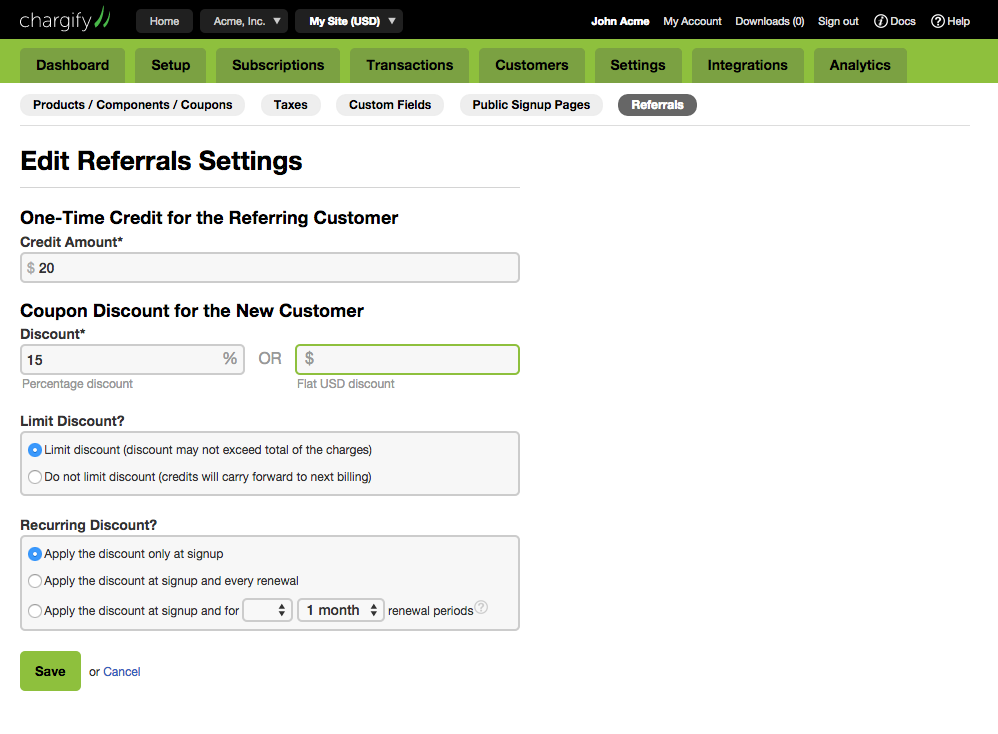 chargify Home Acme, Inc. ▼ My Site (USD) ▼ John Acme My Account Downloads (0) Sign out i Docs ? Help
Dashboard Setup Subscriptions Transactions Customers Settings Integrations Analytics
Products / Components / Coupons Taxes Custom Fields Public Signup Pages Referrals
Edit Referrals Settings
One-Time Credit for the Referring Customer
Credit Amount*
$ 20
Coupon Discount for the New Customer
Discount*
15 % OR $
Percentage discount Flat USD discount
Limit Discount?
Limit discount (discount may not exceed total of the charges)
Do not limit discount (credits will carry forward to next billing)
Recurring Discount?
Apply the discount only at signup
Apply the discount at signup and every renewal
Apply the discount at signup and for 1 month renewal periods ?
Save or Cancel